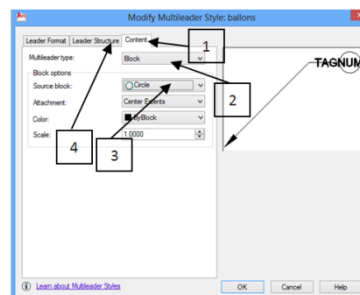 Modify Multileader Style: ballons
Leader Format Leader Structure Content
1
Multileader type: Block
Block options
Source block: Circle
2
Attachment: Center Extents
Color: ByBlock
Scale: 1.0000
4
3
TAGNUM
Learn about Multileader Styles
OK Cancel Help